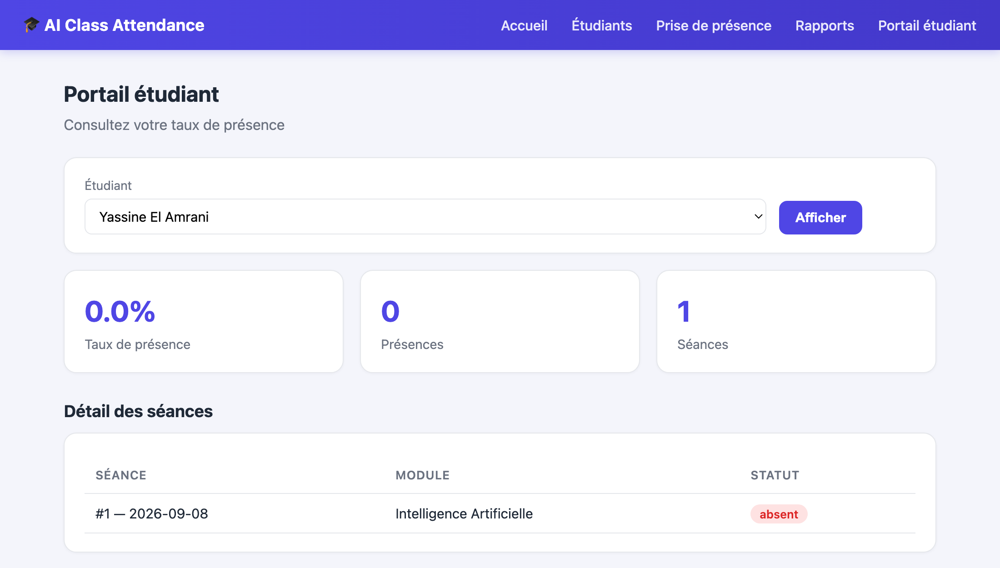 🎓 AI Class Attendance
Accueil Étudiants Prise de présence Rapports Portail étudiant
Portail étudiant
Consultez votre taux de présence
Étudiant
Yassine El Amrani
Afficher
0.0%
Taux de présence
0
Présences
1
Séances
Détail des séances
SÉANCE MODULE STATUT
#1 — 2026-09-08 Intelligence Artificielle absent